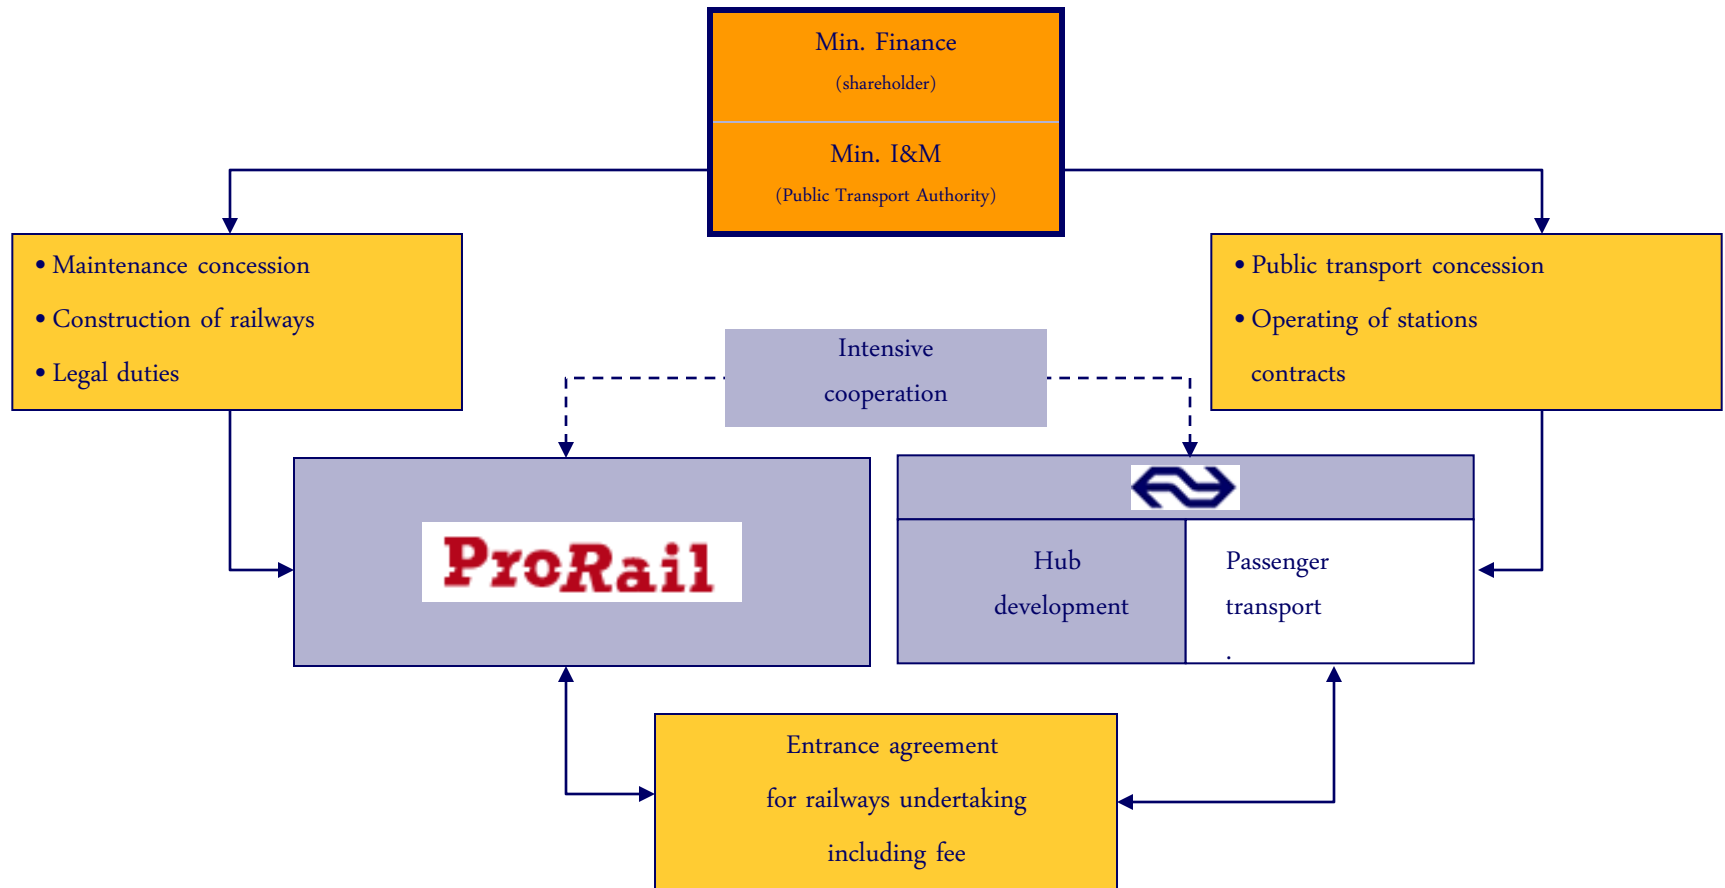 Min. Finance
(shareholder)
Min. I&M
(Public Transport Authority)
• Maintenance concession
• Construction of railways
• Legal duties
• Public transport concession
• Operating of stations
contracts
Intensive
cooperation
ProRail
Hub
development
Passenger
transport
.
Entrance agreement
for railways undertaking
including fee